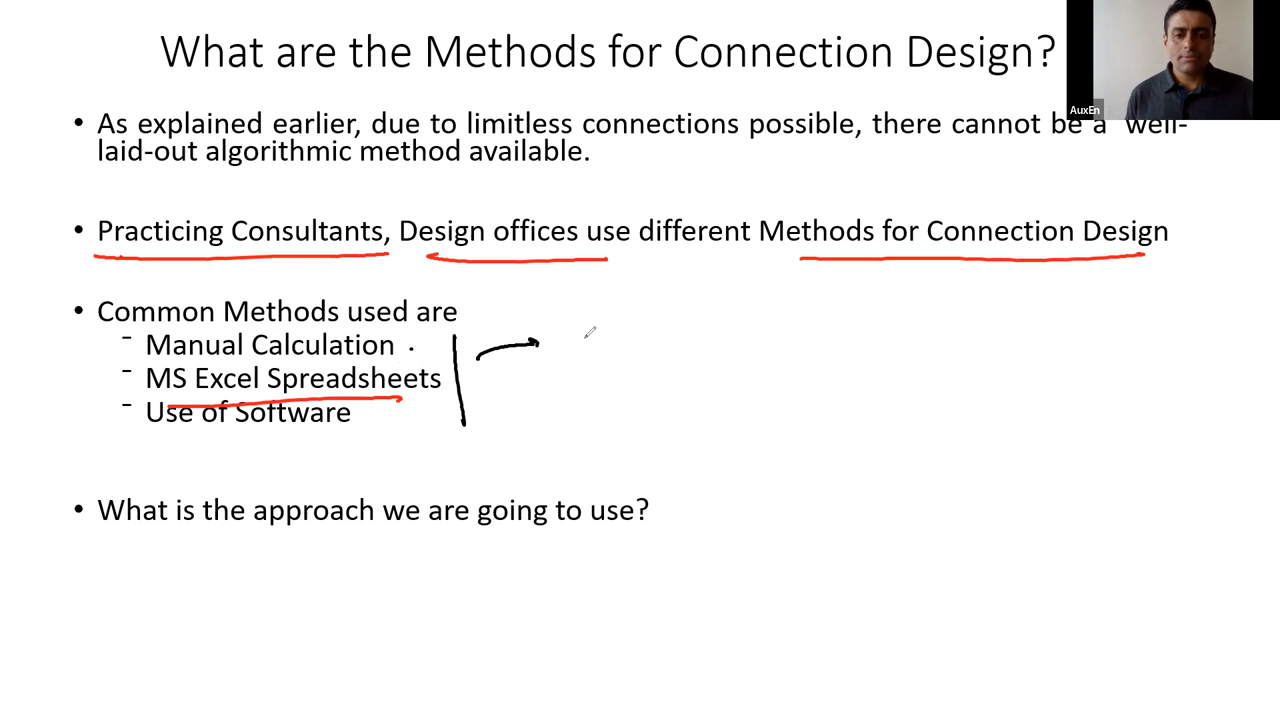 What are the Methods for Connection Design?
AuxEn
• As explained earlier, due to limitless connections possible, there cannot be a well-
laid-out algorithmic method available.
• Practicing Consultants, Design offices use different Methods for Connection Design
• Common Methods used are
- Manual Calculation
- MS Excel Spreadsheets
- Use of Software
• What is the approach we are going to use?